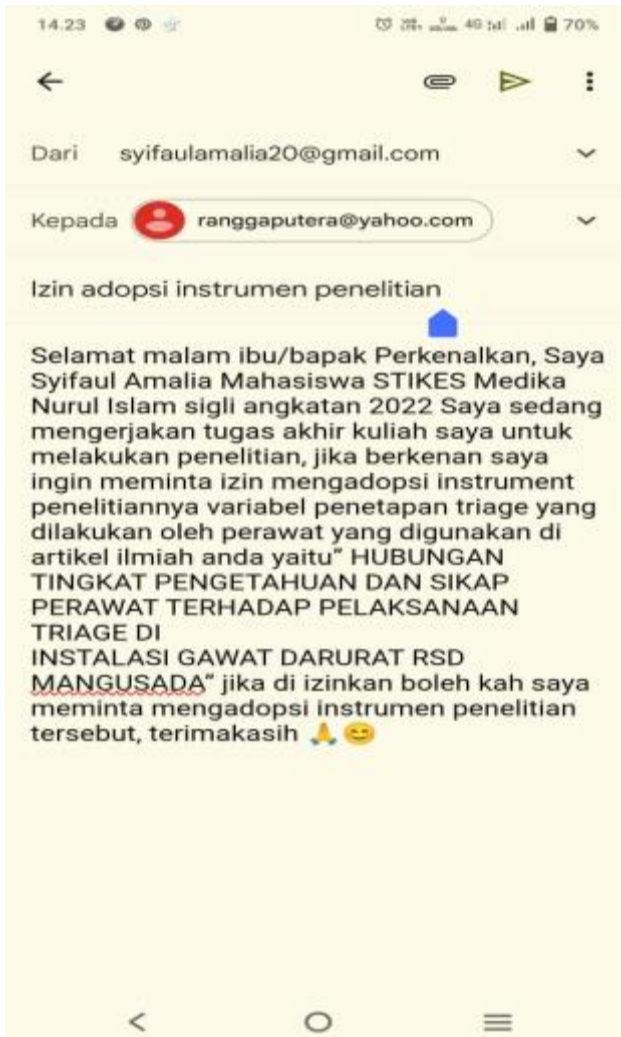 14.23 4G 70%
Dari syifaulamalia20@gmail.com
Kepada ranggaputera@yahoo.com
Izin adopsi instrumen penelitian
Selamat malam ibu/bapak Perkenalkan, Saya
Syifaul Amalia Mahasiswa STIKES Medika
Nurul Islam sigli angkatan 2022 Saya sedang
mengerjakan tugas akhir kuliah saya untuk
melakukan penelitian, jika berkenan saya
ingin meminta izin mengadopsi instrument
penelitiannya variabel penetapan triage yang
dilakukan oleh perawat yang digunakan di
artikel ilmiah anda yaitu” HUBUNGAN
TINGKAT PENGETAHUAN DAN SIKAP
PERAWAT TERHADAP PELAKSANAAN
TRIAGE DI
INSTALASI GAWAT DARURAT RSD
MANGUSADA” jika di izinkan boleh kah saya
meminta mengadopsi instrumen penelitian
tersebut, terimakasih 🙏😊